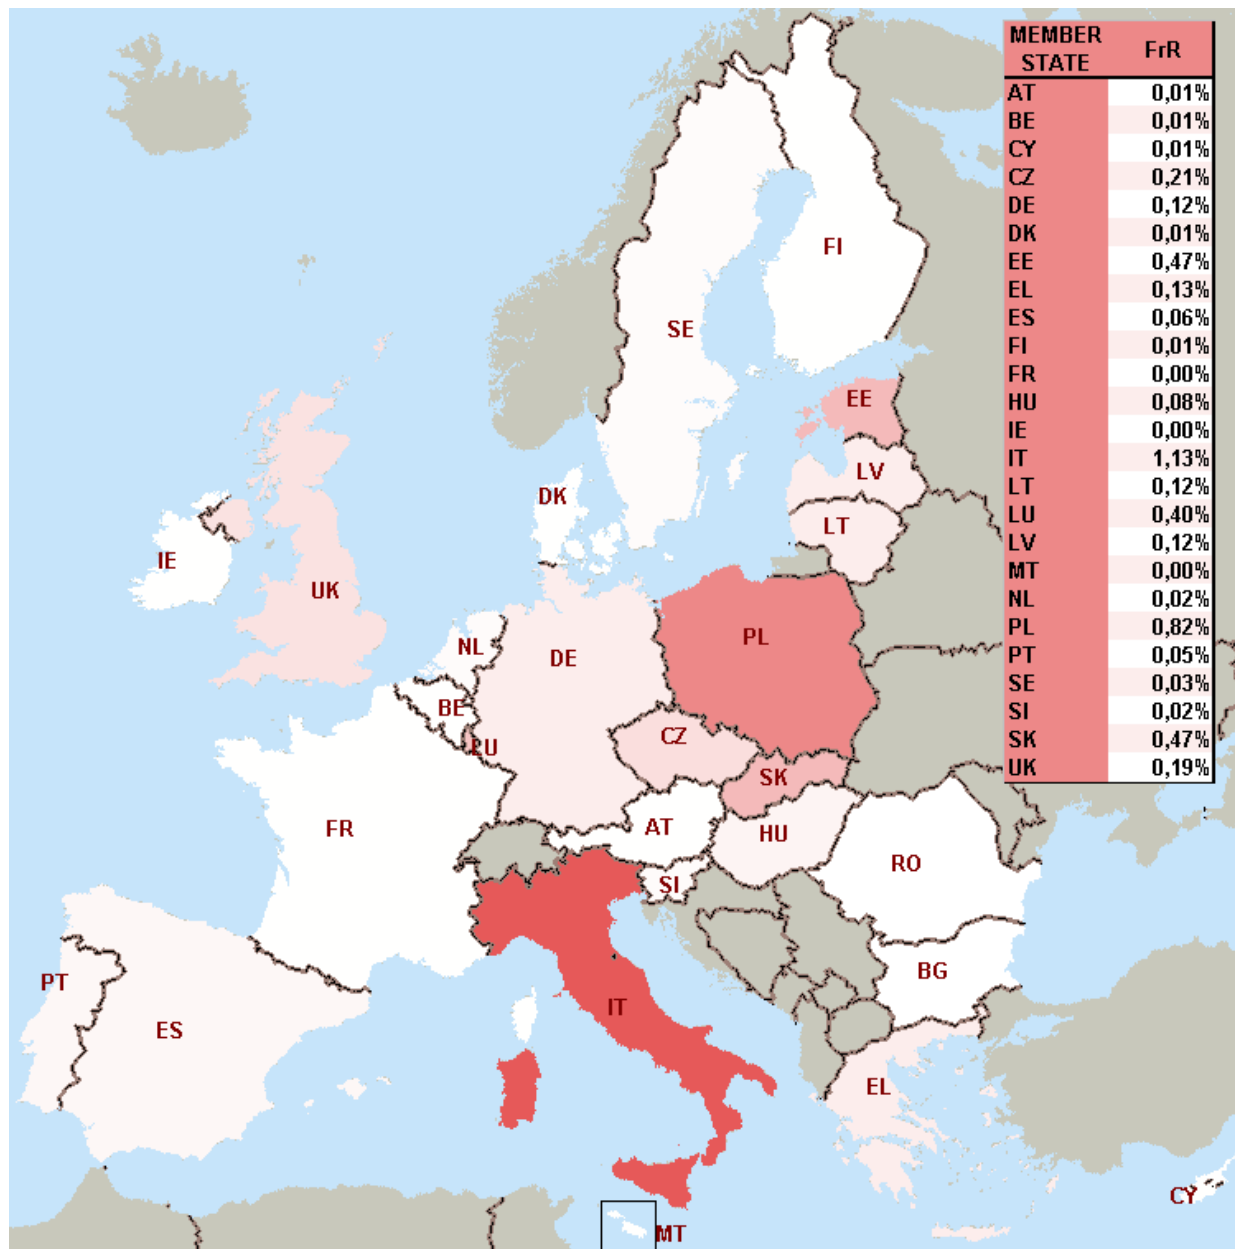 MEMBER STATE FrR
AT 0,01%
BE 0,01%
CY 0,01%
CZ 0,21%
DE 0,12%
DK 0,01%
EE 0,47%
EL 0,13%
ES 0,06%
FI 0,01%
FR 0,00%
HU 0,08%
IE 0,00%
IT 1,13%
LT 0,12%
LU 0,40%
LV 0,12%
MT 0,00%
NL 0,02%
PL 0,82%
PT 0,05%
SE 0,03%
SI 0,02%
SK 0,47%
UK 0,19%
FI
SE
EE
LV
DK
LT
IE
UK
PL
NL
DE
BE
CZ
LU
SK
FR
AT
HU
RO
SI
PT
BG
IT
ES
EL
CY
MT